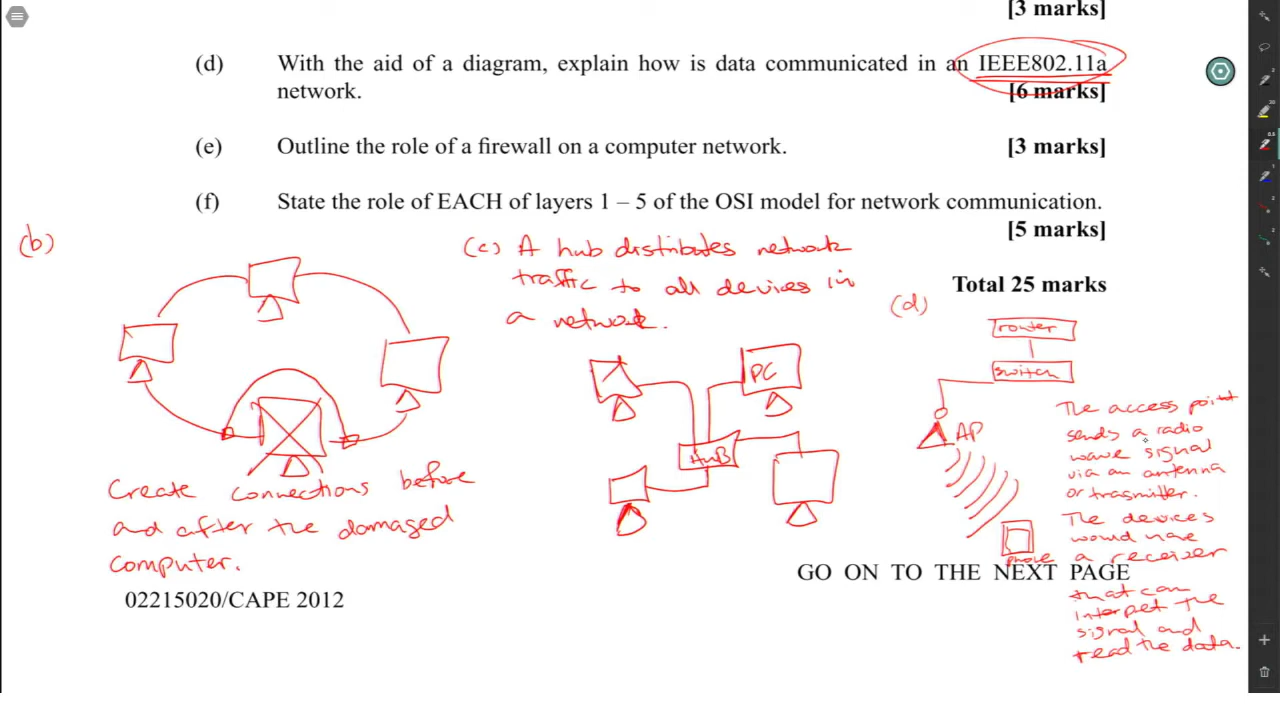 [3 marks]
(d) With the aid of a diagram, explain how is data communicated in an IEEE802.11a
network. [6 marks]
(e) Outline the role of a firewall on a computer network. [3 marks]
(f) State the role of EACH of layers 1 – 5 of the OSI model for network communication.
[5 marks]
Total 25 marks
(b)
Create connections before
and after the damaged
computer.
(c) A hub distributes network
traffic to all devices in
a network.
PC
HUB
(d)
router
switch
AP
phone
The access point
sends a radio
wave signal
via an antenna
or trasmitter.
The devices
would have
a receiver
that can
interpet the
signal and
read the data.
GO ON TO THE NEXT PAGE
02215020/CAPE 2012